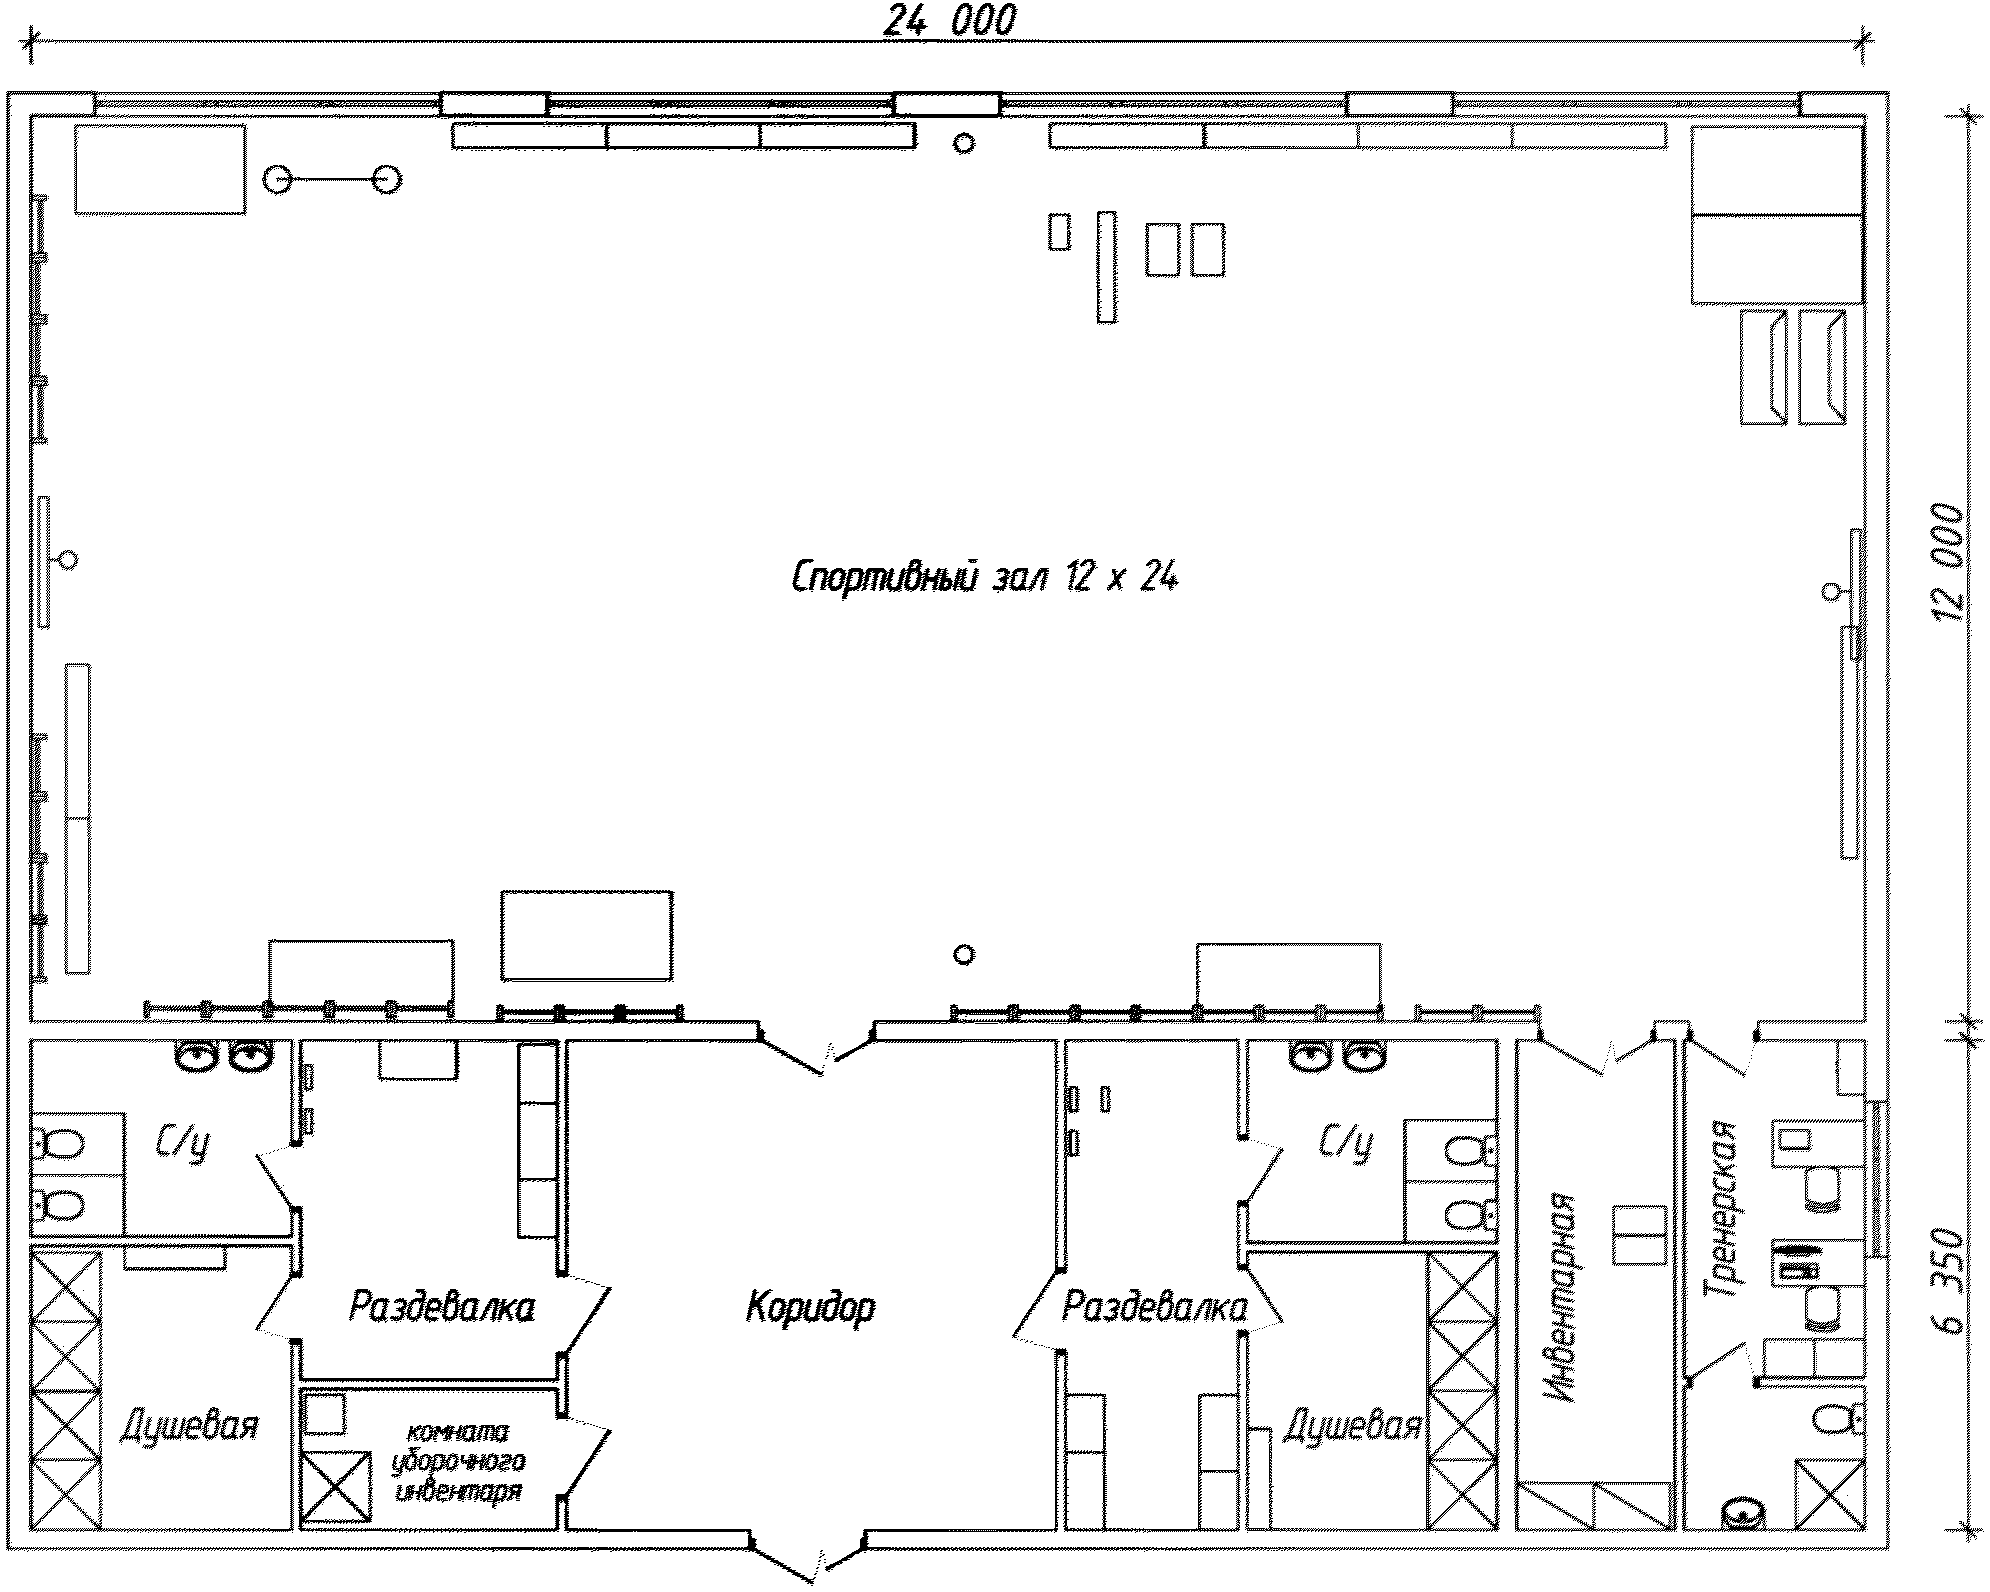 24 000
Спортивный зал 12 х 24
12 000
С/у
С/у
Тренерская
Инвентарная
6 350
Раздевалка
Коридор
Раздевалка
Душевая
комната
уборочного
инвентаря
Душевая